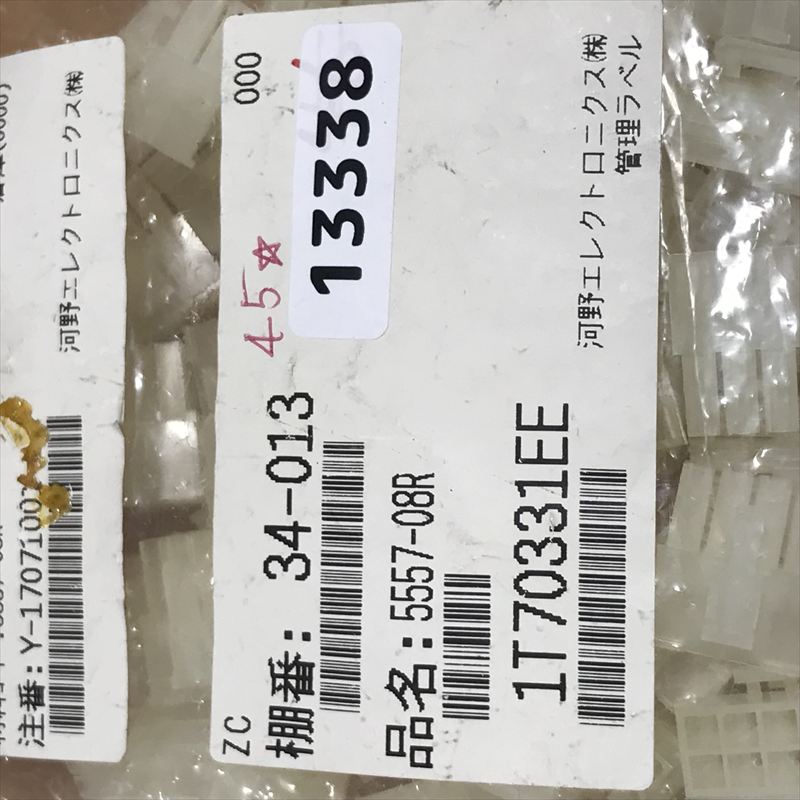 河野エレクトロニクス㈱
注番：Y-1707100
000
13338
45☆
河野エレクトロニクス㈱
管理ラベル
ZC
棚番： 34-013
品名：5557-08R
1T70331EE